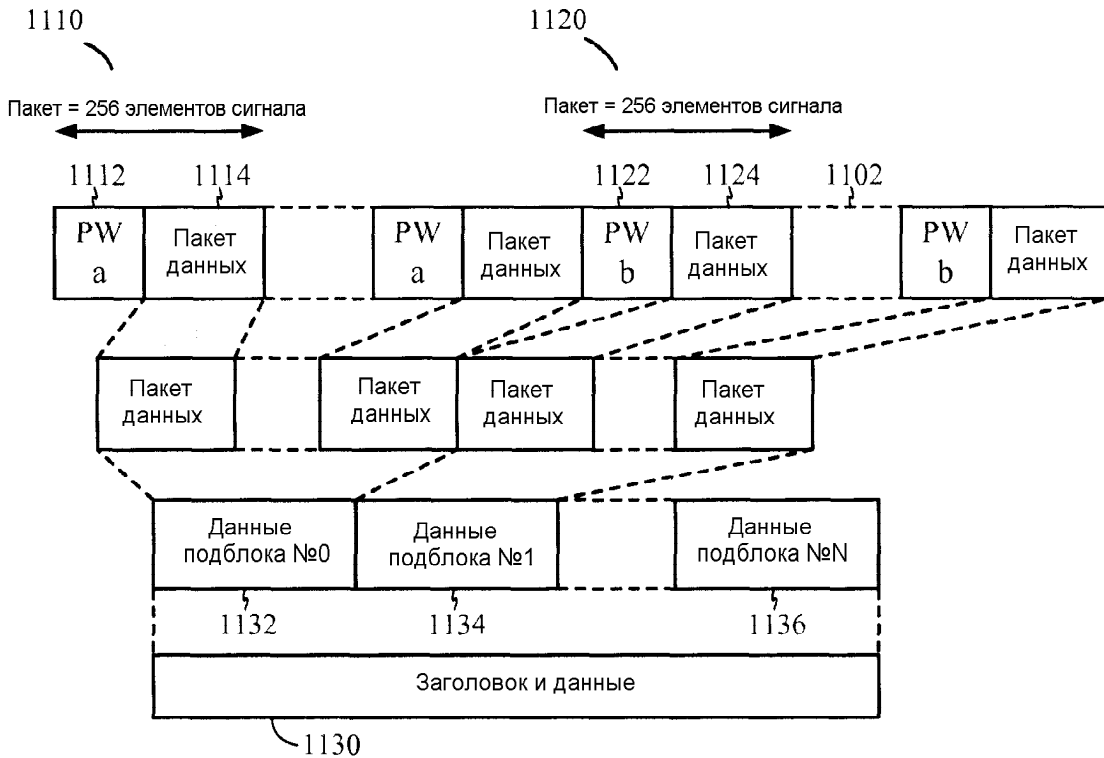 1110
1120
Пакет = 256 элементов сигнала
Пакет = 256 элементов сигнала
1112
1114
1122
1124
1102
PW
a
Пакет
данных
PW
a
Пакет
данных
PW
b
Пакет
данных
PW
b
Пакет
данных
Пакет
данных
Пакет
данных
Пакет
данных
Пакет
данных
Данные
подблока №0
Данные
подблока №1
Данные
подблока №N
1132
1134
1136
Заголовок и данные
1130